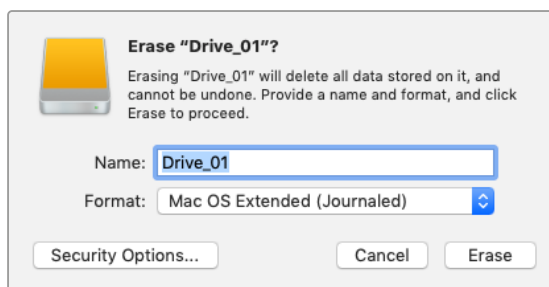 Erase “Drive_01”?
Erasing “Drive_01” will delete all data stored on it, and
cannot be undone. Provide a name and format, and click
Erase to proceed.
Name: Drive_01
Format: Mac OS Extended (Journaled)
Security Options... Cancel Erase